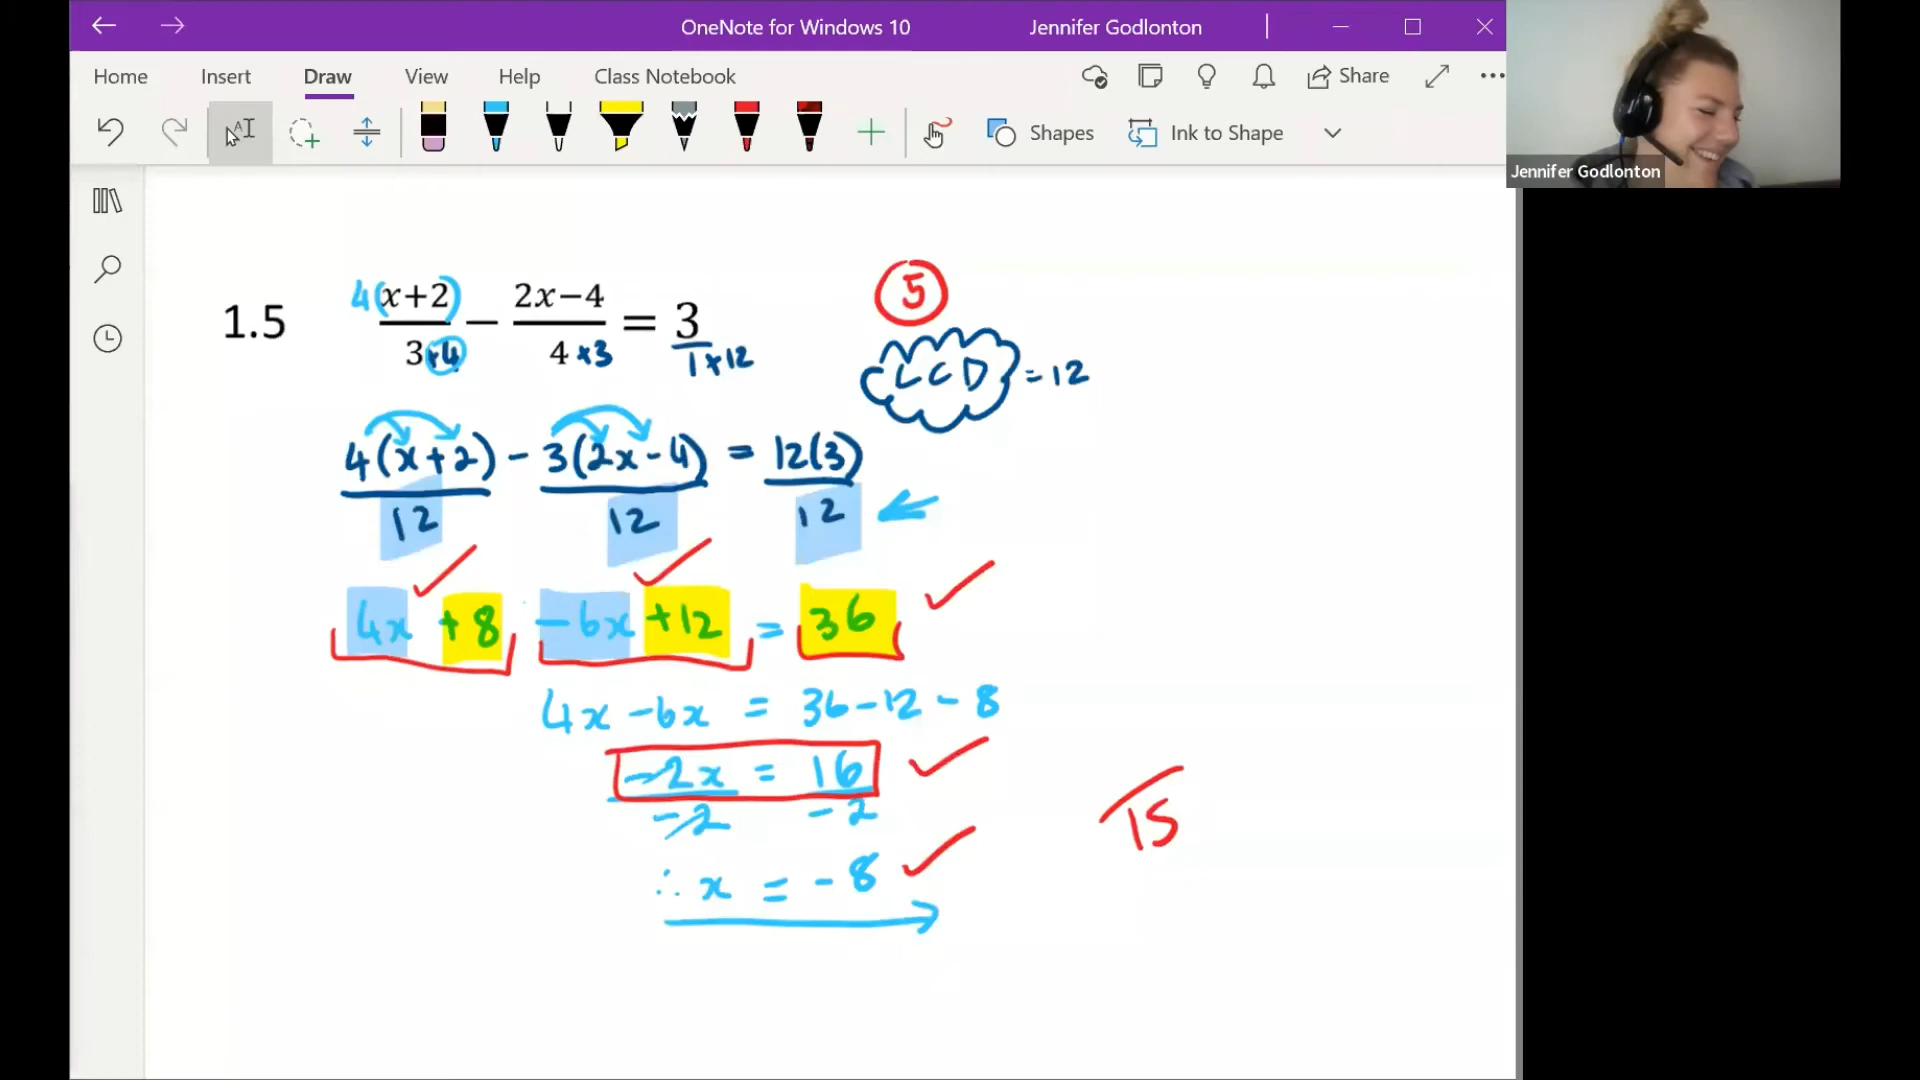 OneNote for Windows 10 Jennifer Godlonton
Home Insert Draw View Help Class Notebook Share
Shapes Ink to Shape
Jennifer Godlonton
1.5 4(x+2)/3×4 − 2x−4/4×3 = 3/1×12
5
LCD = 12
4(x+2)/12 - 3(2x-4)/12 = 12(3)/12
4x + 8 - 6x + 12 = 36
4x - 6x = 36 - 12 - 8
-2x/-2 = 16/-2
∴ x = -8
15